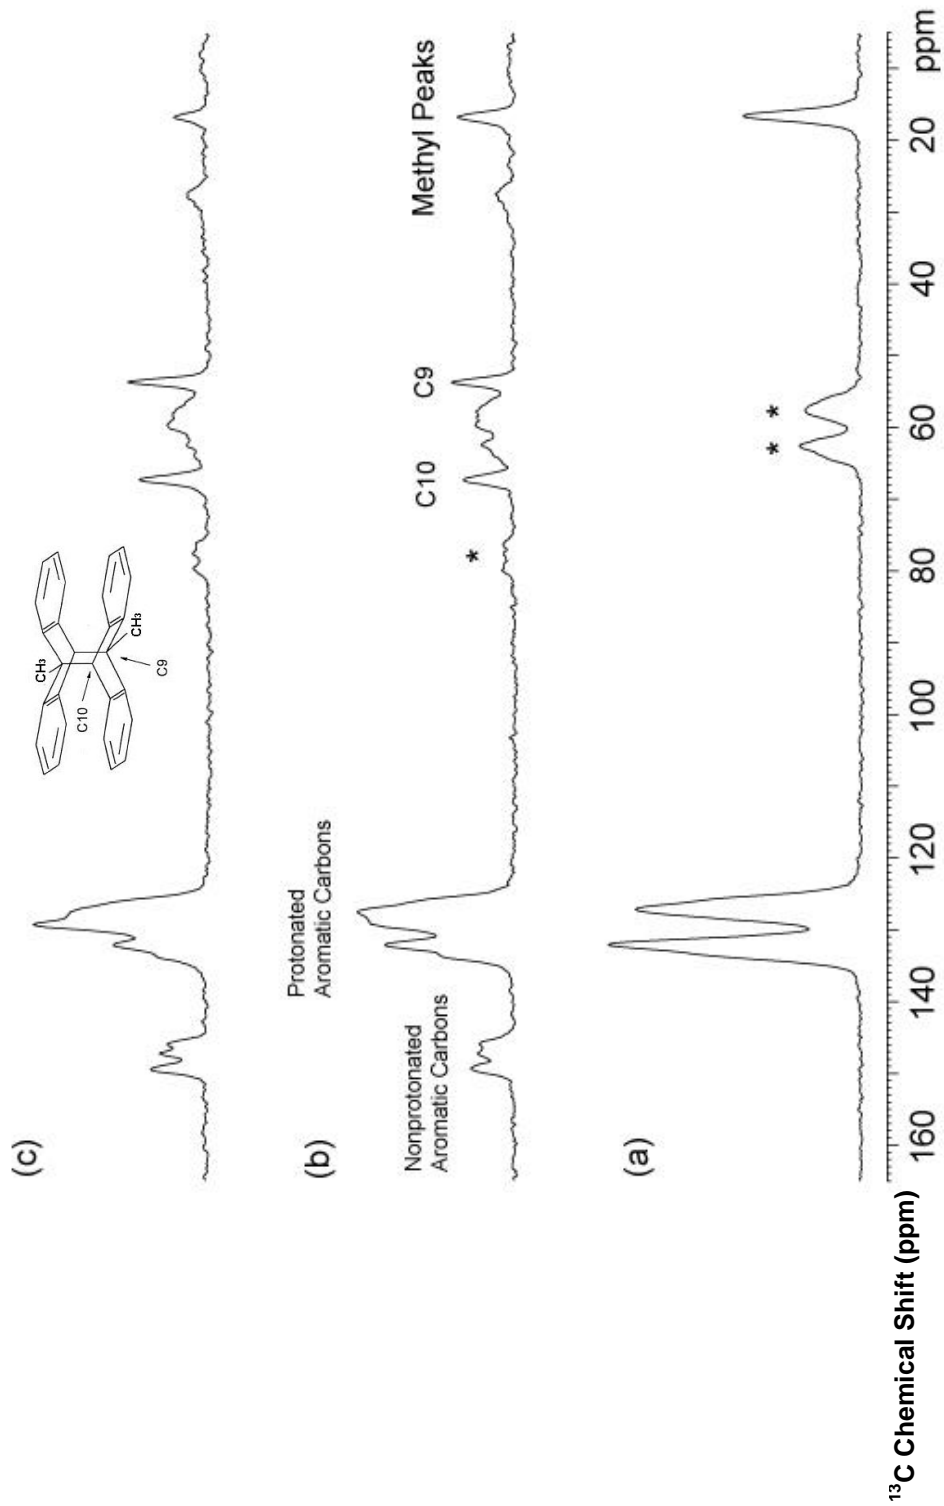 (c)
CH₃
CH₃
C10
C9
(b)
Nonprotonated
Aromatic Carbons
Protonated
Aromatic Carbons
*
C10
C9
Methyl Peaks
(a)
*
*
160
140
120
100
80
60
40
20
ppm
¹³C Chemical Shift (ppm)